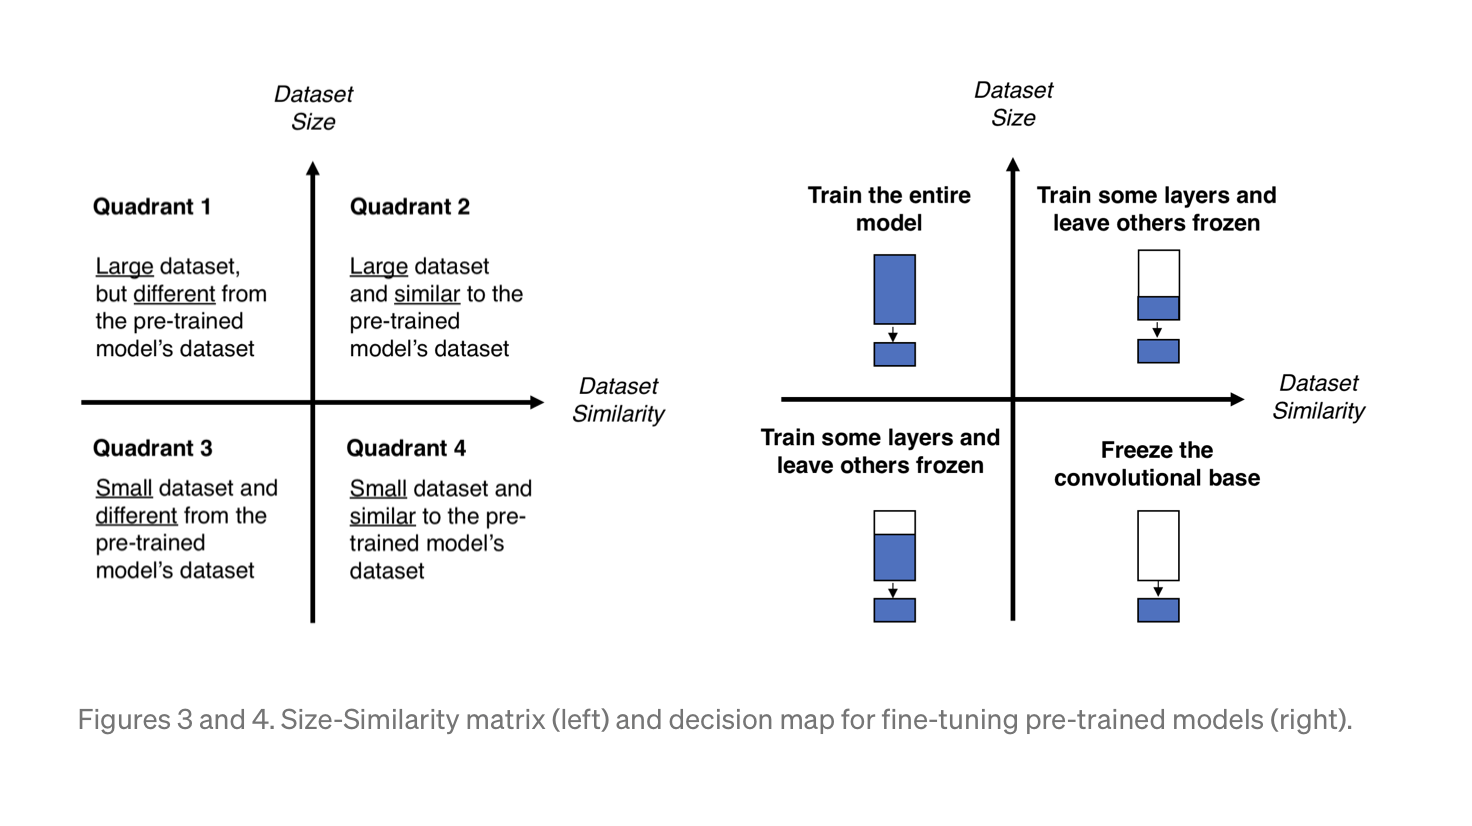 Dataset
Size
Quadrant 1
Large dataset,
but different from
the pre-trained
model's dataset
Quadrant 2
Large dataset
and similar to the
pre-trained
model's dataset
Dataset
Similarity
Quadrant 3
Small dataset and
different from the
pre-trained
model's dataset
Quadrant 4
Small dataset and
similar to the pre-
trained model's
dataset
Dataset
Size
Train the entire
model
Train some layers and
leave others frozen
Dataset
Similarity
Train some layers and
leave others frozen
Freeze the
convolutional base
Figures 3 and 4. Size-Similarity matrix (left) and decision map for fine-tuning pre-trained models (right).